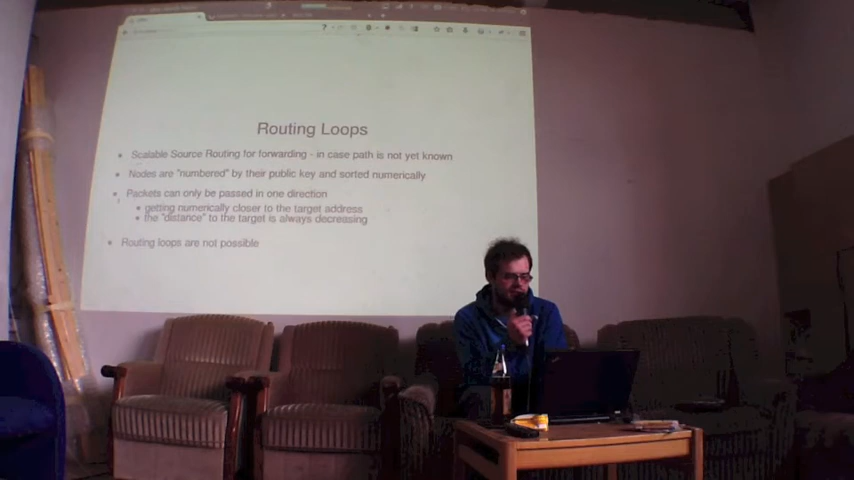 Routing Loops
Scalable Source Routing for forwarding - in case path is not yet known
Nodes are "numbered" by their public key and sorted numerically
Packets can only be passed in one direction
getting numerically closer to the target address
the "distance" to the target is always decreasing
Routing loops are not possible